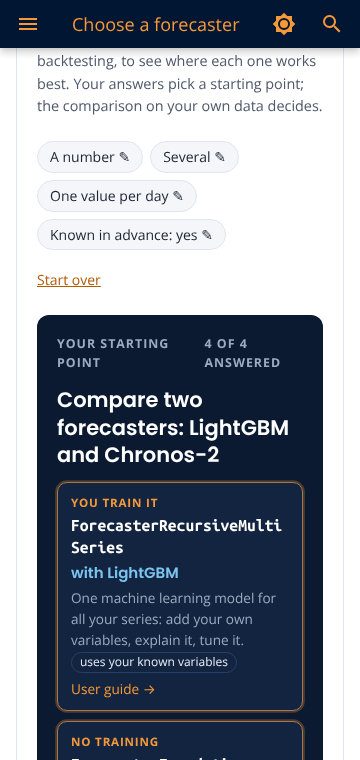 Choose a forecaster
backtesting, to see where each one works
best. Your answers pick a starting point;
the comparison on your own data decides.
A number ✎
Several ✎
One value per day ✎
Known in advance: yes ✎
Start over
YOUR STARTING POINT
4 OF 4 ANSWERED
Compare two
forecasters: LightGBM
and Chronos-2
YOU TRAIN IT
ForecasterRecursiveMulti
Series
with LightGBM
One machine learning model for
all your series: add your own
variables, explain it, tune it.
uses your known variables
User guide →
NO TRAINING